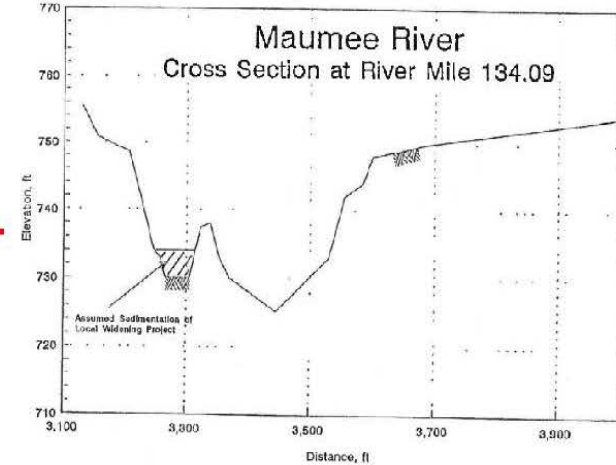 770
Maumee River
Cross Section at River Mile 134.09
760
750
740
Elevation, ft
730
Assumed Sedimentation of
Local Widening Project
720
710
3,100
3,300
3,500
3,700
3,900
Distance, ft